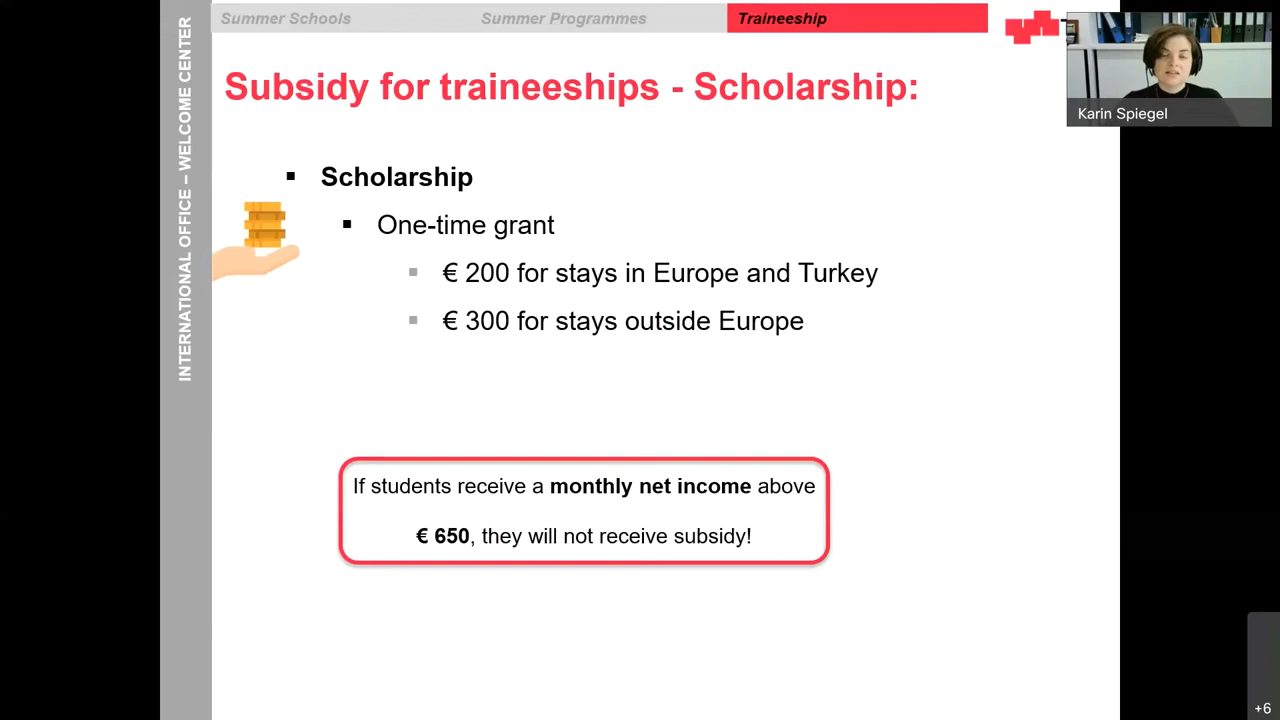 Summer Schools
Summer Programmes
Traineeship
INTERNATIONAL OFFICE – WELCOME CENTER
Subsidy for traineeships - Scholarship:
Karin Spiegel
Scholarship
One-time grant
€ 200 for stays in Europe and Turkey
€ 300 for stays outside Europe
If students receive a monthly net income above
€ 650, they will not receive subsidy!
+6